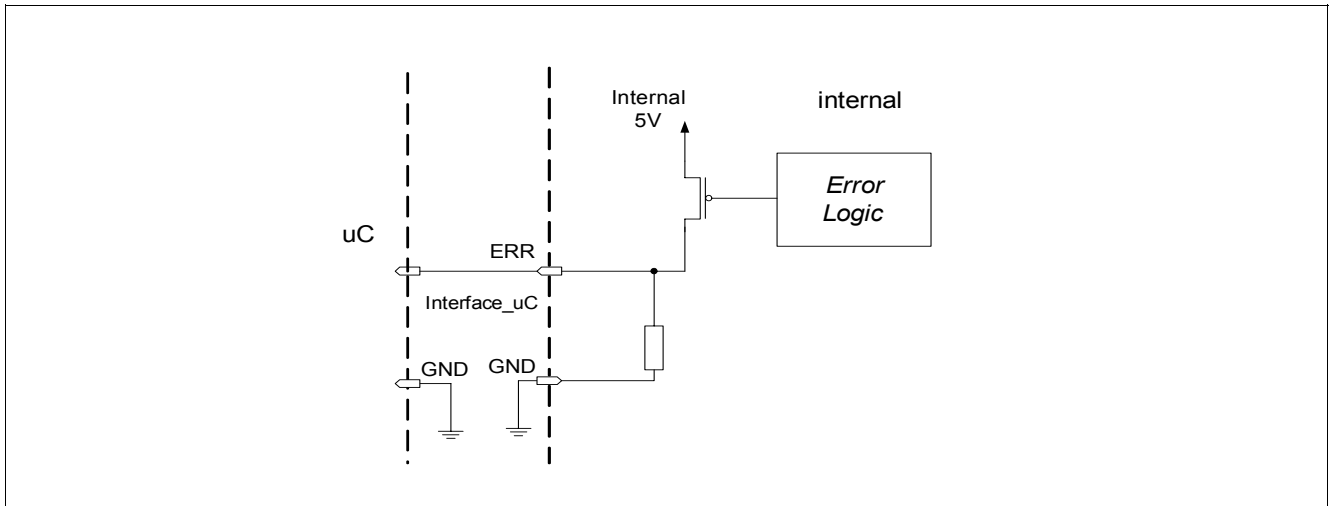 Internal
5V
internal
Error
Logic
uC
ERR
Interface_uC
GND
GND